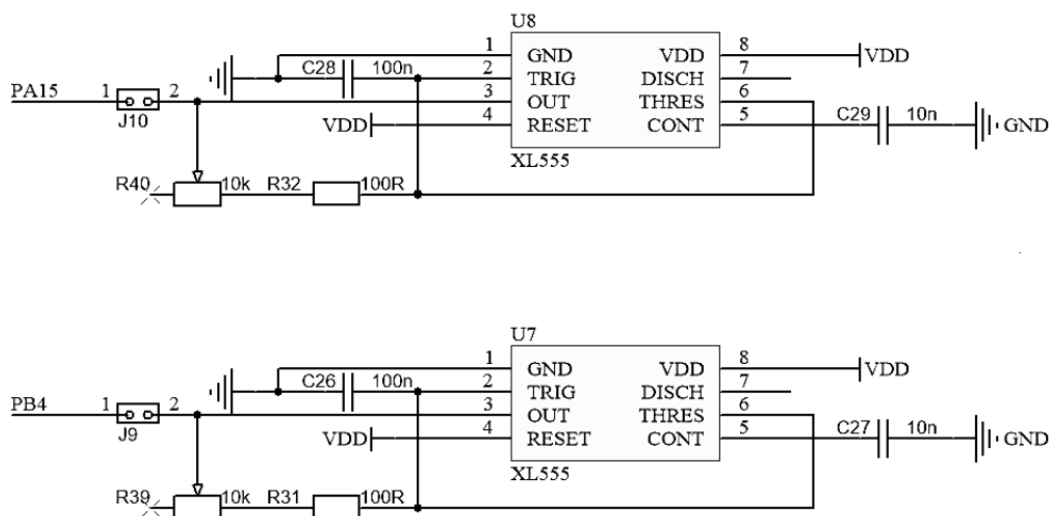 U8
1 GND VDD 8 VDD
C28 100n 2 TRIG DISCH 7
PA15 1 2 3 OUT THRES 6
J10 VDD 4 RESET CONT 5 C29 10n GND
XL555
R40 10k R32 100R
U7
1 GND VDD 8 VDD
C26 100n 2 TRIG DISCH 7
PB4 1 2 3 OUT THRES 6
J9 VDD 4 RESET CONT 5 C27 10n GND
XL555
R39 10k R31 100R